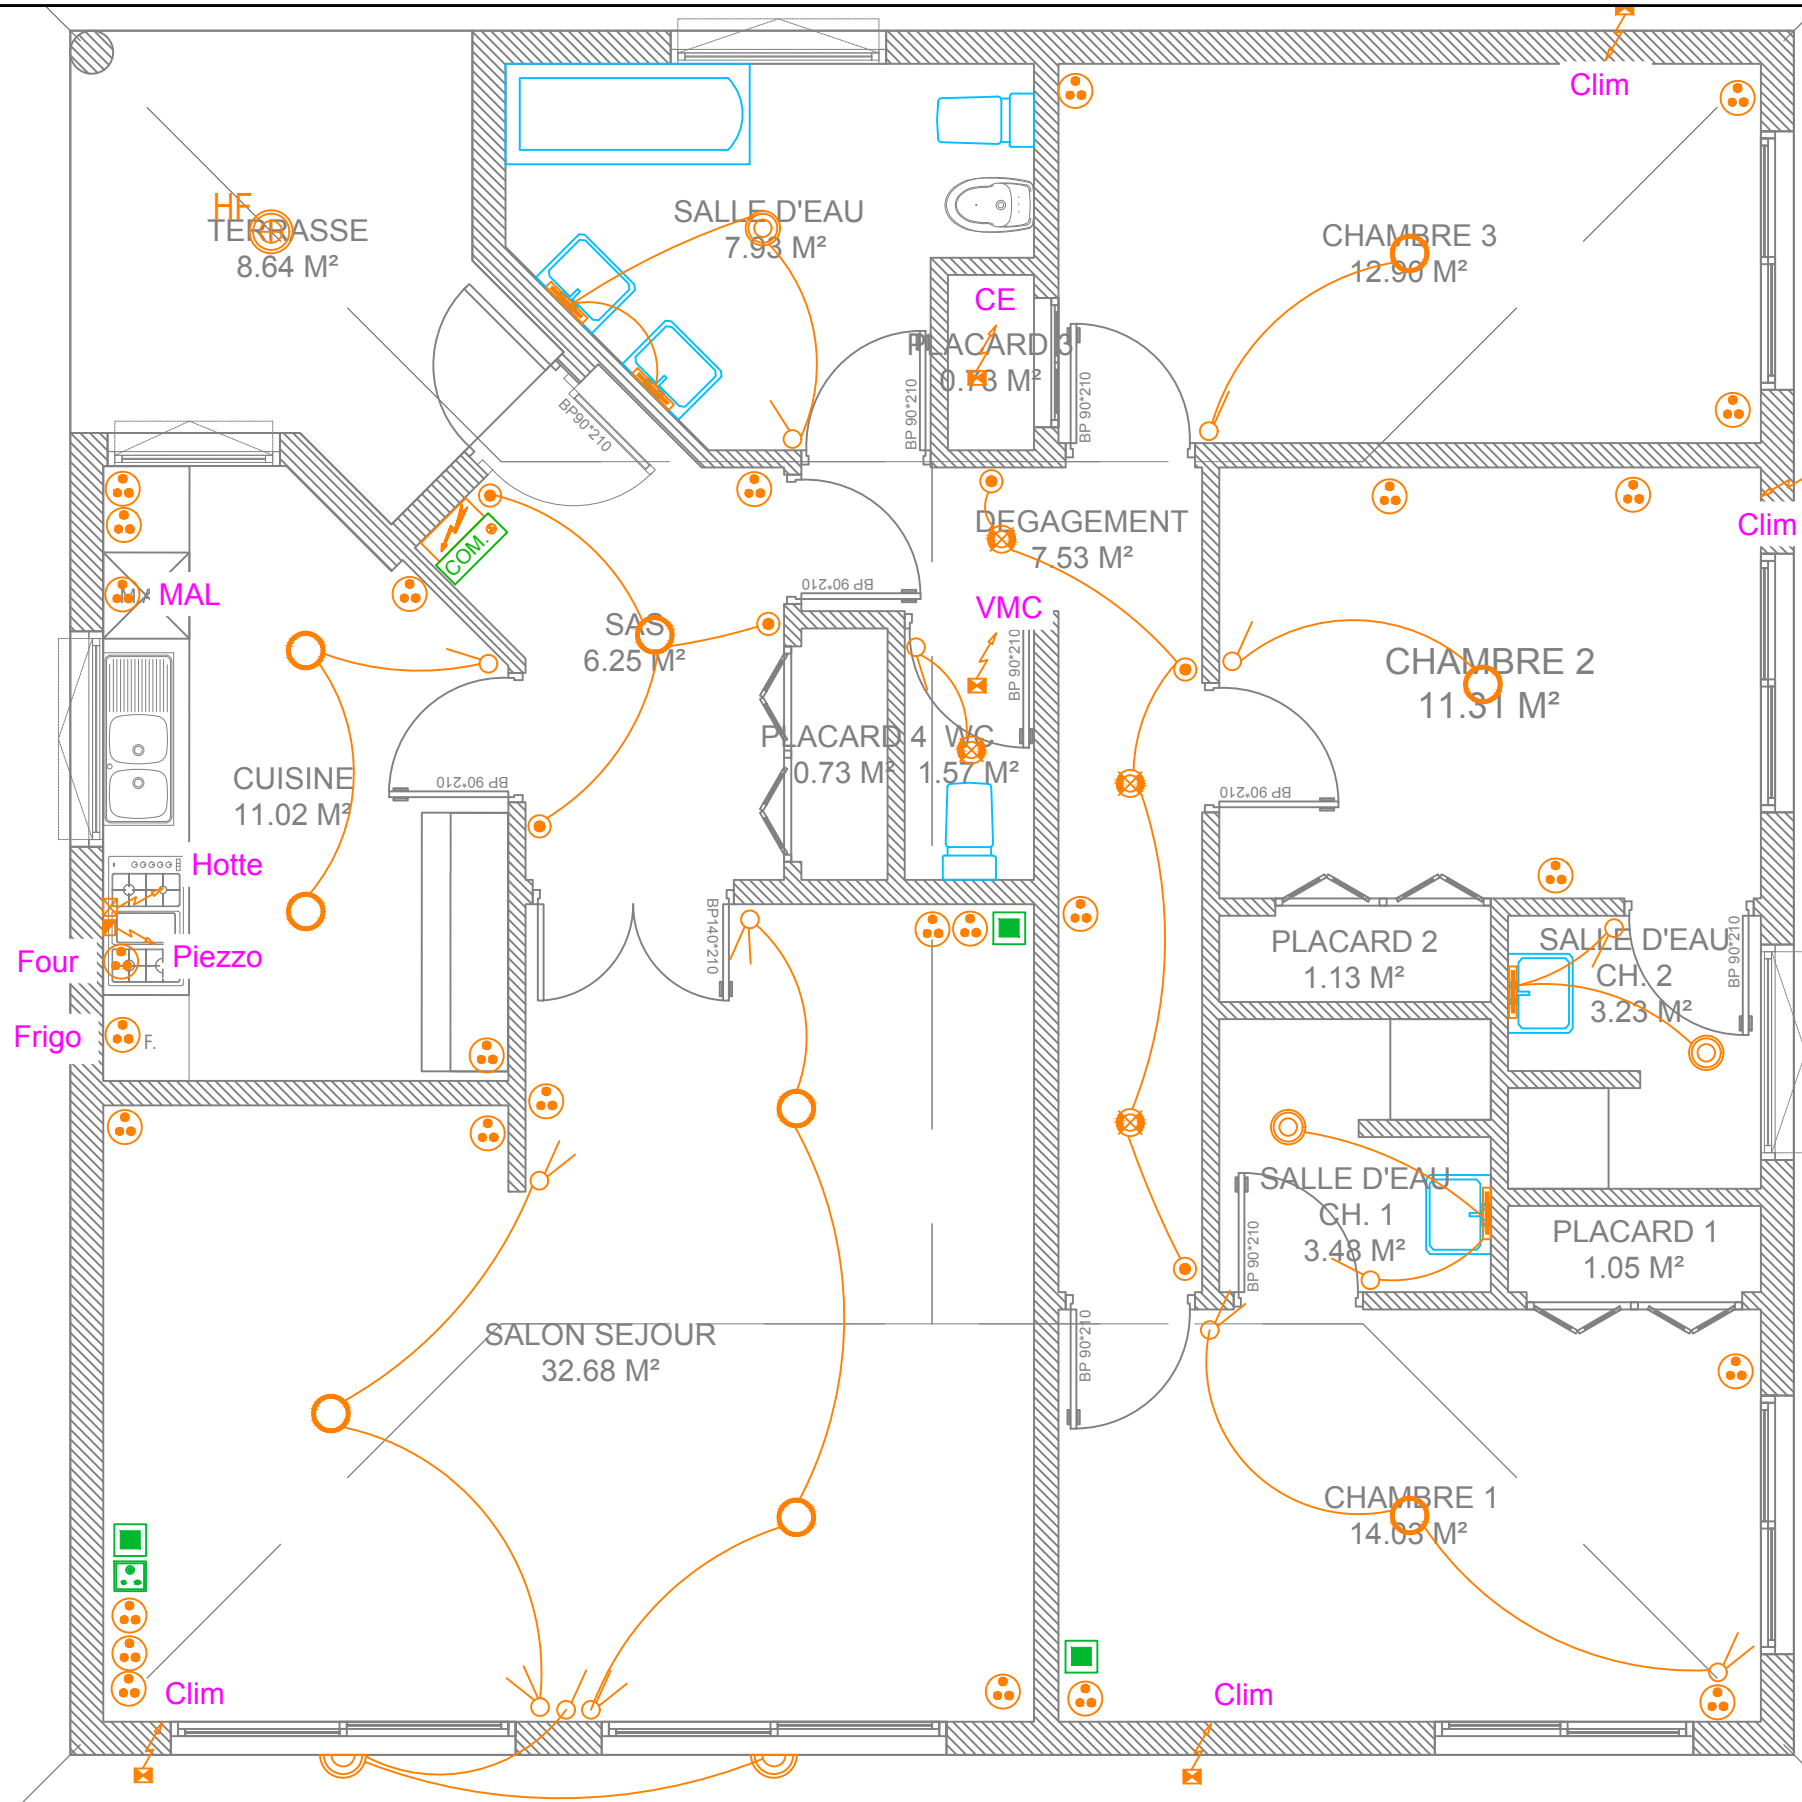 Clim
HF
TERRASSE
8.64 M²
SALLE D'EAU
7.93 M²
CHAMBRE 3
12.90 M²
CE
PLACARD 3
0.73 M²
BP 90*210
BP 90*210
BP90*210
COM.
DEGAGEMENT
7.53 M²
Clim
MAL
BP 90*210
VMC
SAS
6.25 M²
BP 90*210
CHAMBRE 2
11.31 M²
PLACARD 4
0.73 M²
WC
1.57 M²
CUISINE
11.02 M²
BP 90*210
BP 90*210
Hotte
Four
Piezzo
BP140*210
PLACARD 2
1.13 M²
SALLE D'EAU
CH. 2
3.23 M²
BP 90*210
Frigo
F.
SALLE D'EAU
CH. 1
3.48 M²
BP 90*210
PLACARD 1
1.05 M²
SALON SEJOUR
32.68 M²
BP 90*210
CHAMBRE 1
14.03 M²
Clim
Clim